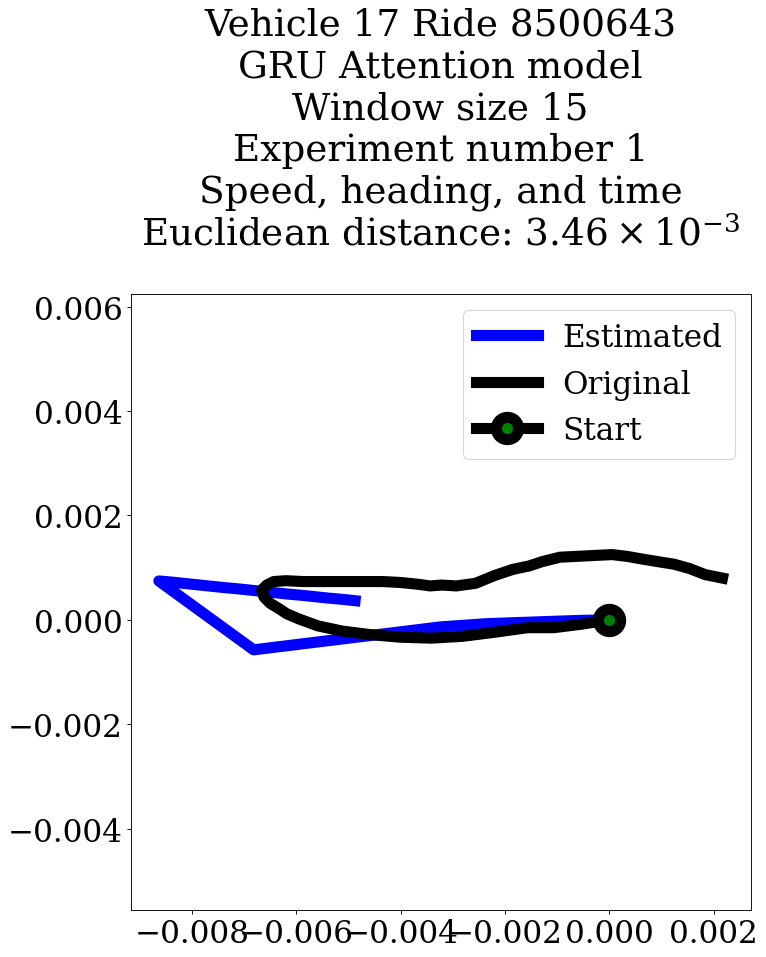 Vehicle 17 Ride 8500643
GRU Attention model
Window size 15
Experiment number 1
Speed, heading, and time
Euclidean distance: 3.46 × 10⁻³
Estimated
Original
Start
0.006
0.004
0.002
0.000
−0.002
−0.004
−0.008 −0.006 −0.004 −0.002 0.000 0.002